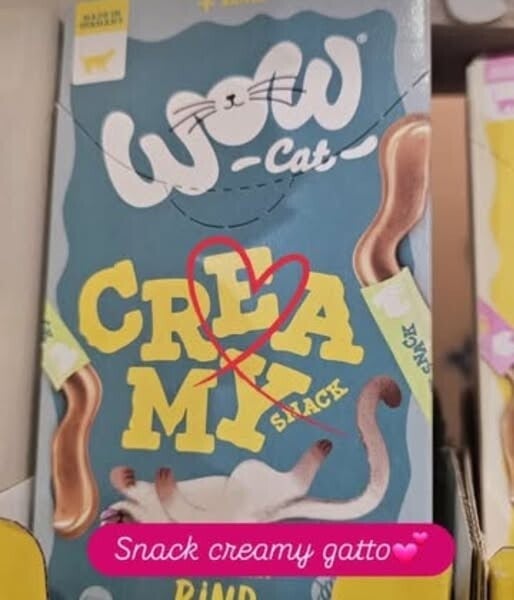 MADE IN
GERMANY
WOW®
-Cat-
CREA
MY
SNACK
SNACK
Snack creamy gatto💕
RIND